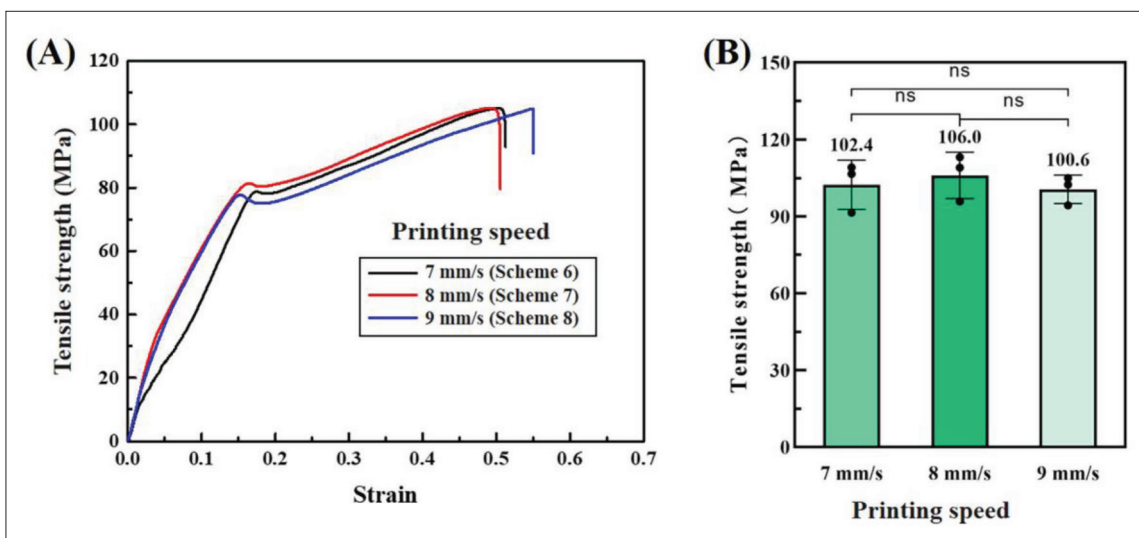 (A)
120
100
80
60
40
20
0
Tensile strength (MPa)
Printing speed
7 mm/s (Scheme 6)
8 mm/s (Scheme 7)
9 mm/s (Scheme 8)
0.0 0.1 0.2 0.3 0.4 0.5 0.6 0.7
Strain
(B)
150
120
90
60
30
0
Tensile strength( MPa)
ns
ns
ns
102.4
106.0
100.6
7 mm/s 8 mm/s 9 mm/s
Printing speed